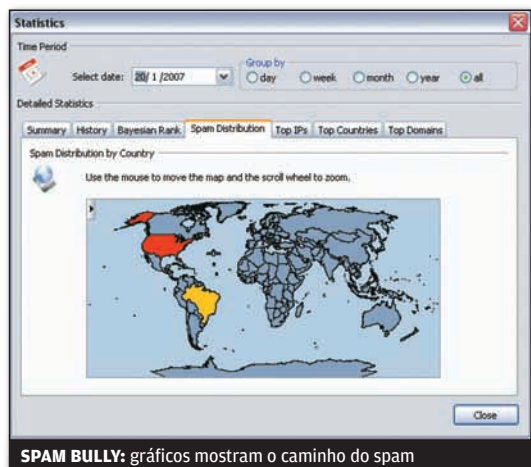 Statistics
Time Period
Select date: 20/ 1 /2007
Group by
day week month year all
Detailed Statistics
Summary History Bayesian Rank Spam Distribution Top IPs Top Countries Top Domains
Spam Distribution by Country
Use the mouse to move the map and the scroll wheel to zoom.
Close
SPAM BULLY: gráficos mostram o caminho do spam